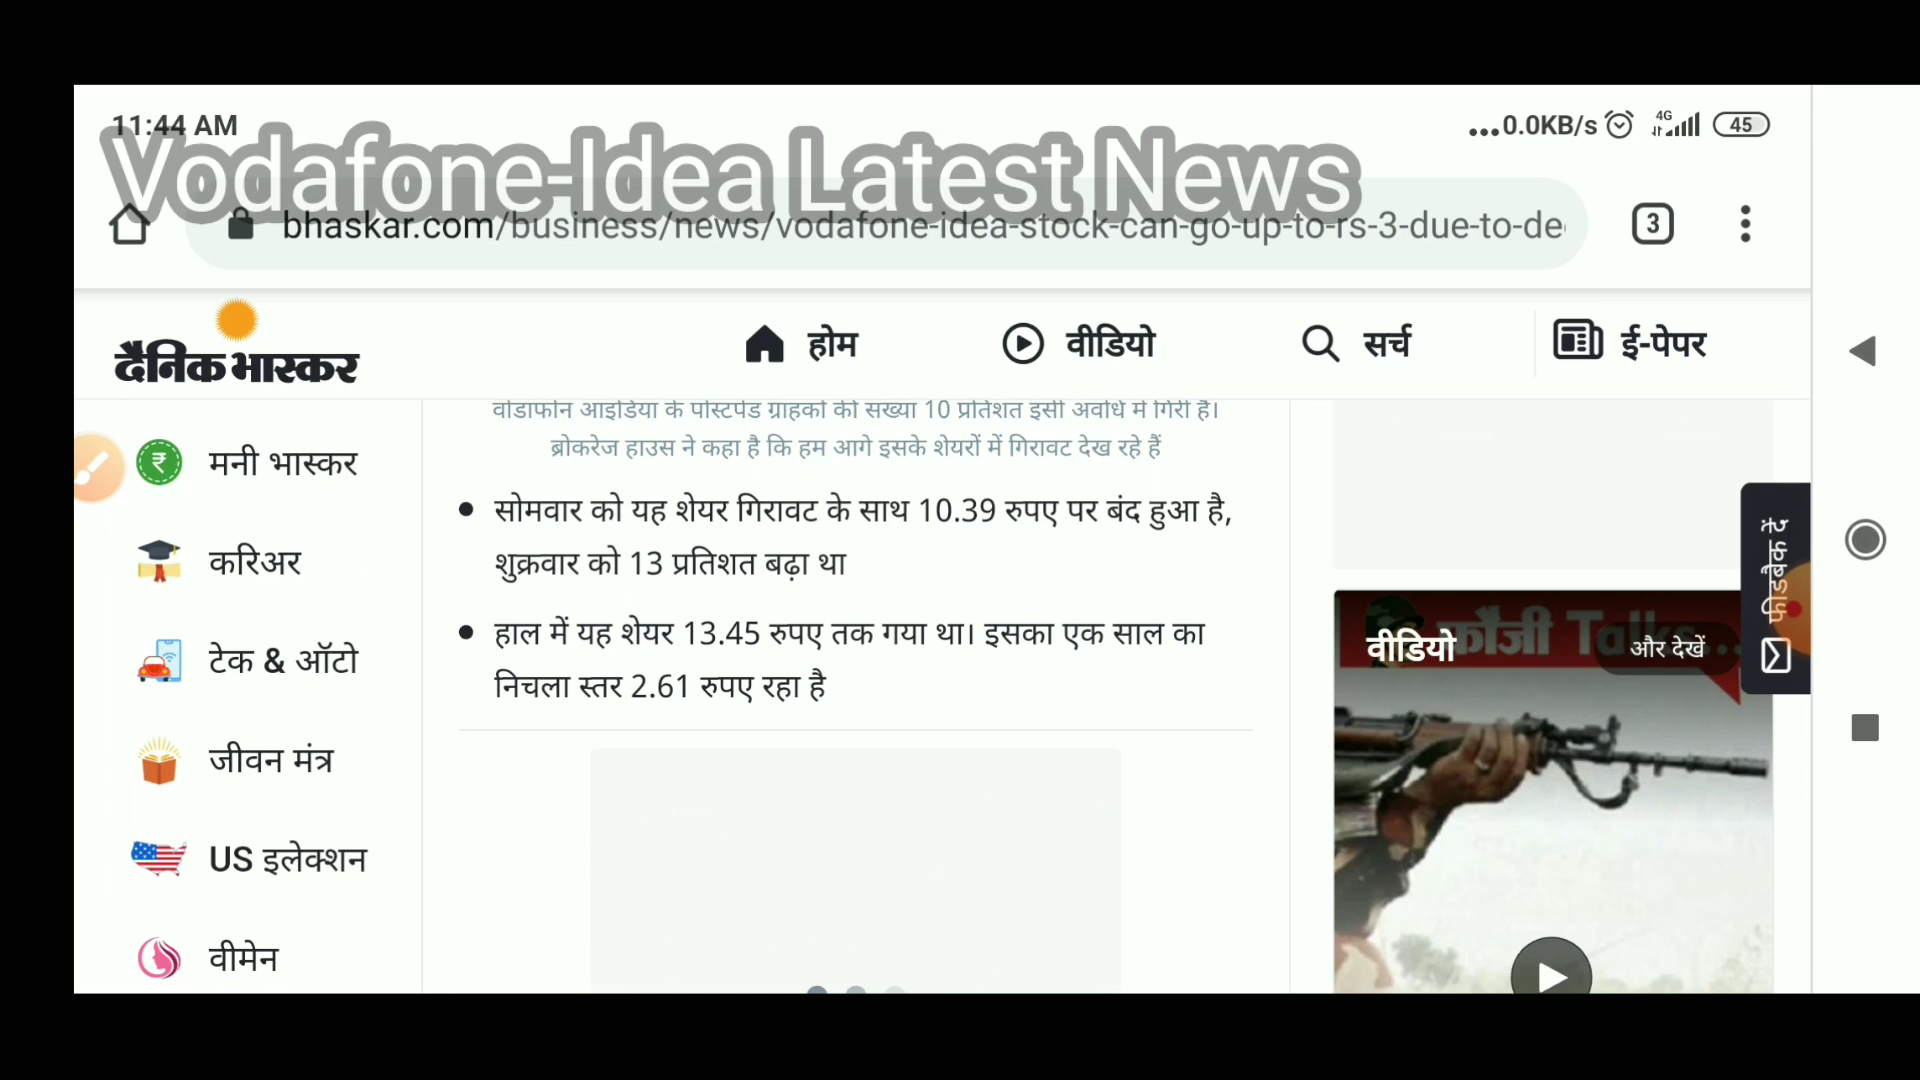 11:44 AM
...0.0KB/s
4G
45
Vodafone-Idea Latest News
bhaskar.com/business/news/vodafone-idea-stock-can-go-up-to-rs-3-due-to-de
3
दैनिक भास्कर
होम
वीडियो
सर्च
ई-पेपर
वोडाफोन आइडिया के पोस्टपेड ग्राहकों की संख्या 10 प्रतिशत इसी अवधि में गिरी है।
ब्रोकरेज हाउस ने कहा है कि हम आगे इसके शेयरों में गिरावट देख रहे हैं
सोमवार को यह शेयर गिरावट के साथ 10.39 रुपए पर बंद हुआ है,
शुक्रवार को 13 प्रतिशत बढ़ा था
हाल में यह शेयर 13.45 रुपए तक गया था। इसका एक साल का
निचला स्तर 2.61 रुपए रहा है
मनी भास्कर
करिअर
टेक & ऑटो
जीवन मंत्र
US इलेक्शन
वीमेन
फीडबैक दें
वीडियो
फौजी Talks...
और देखें